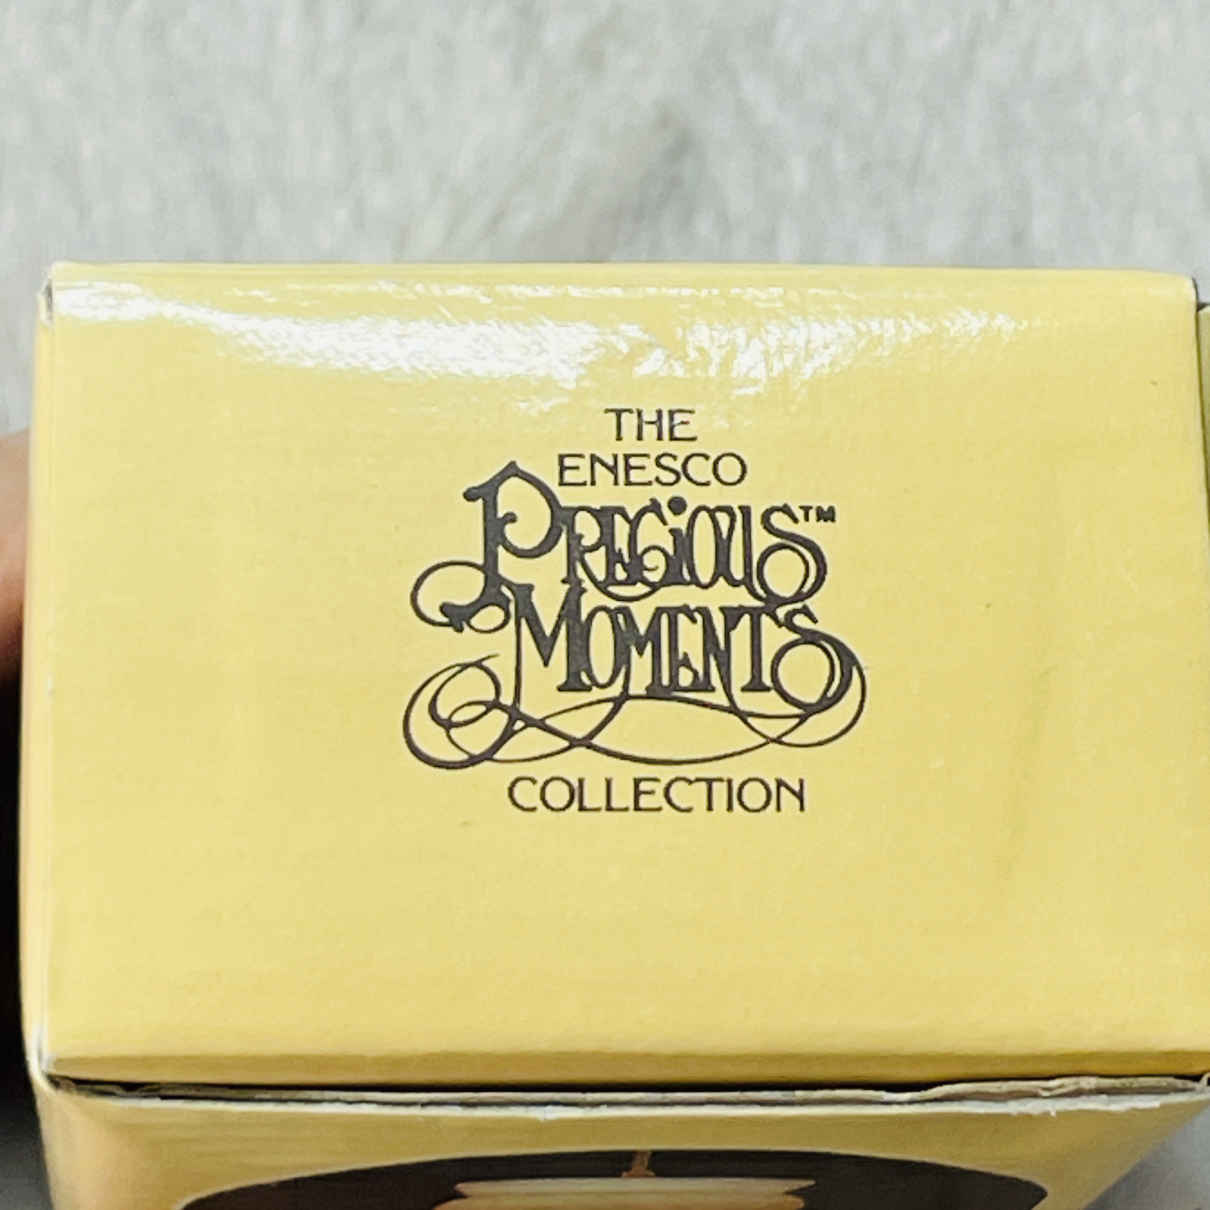 THE
ENESCO
PRECIOUS™
MOMENTS
COLLECTION